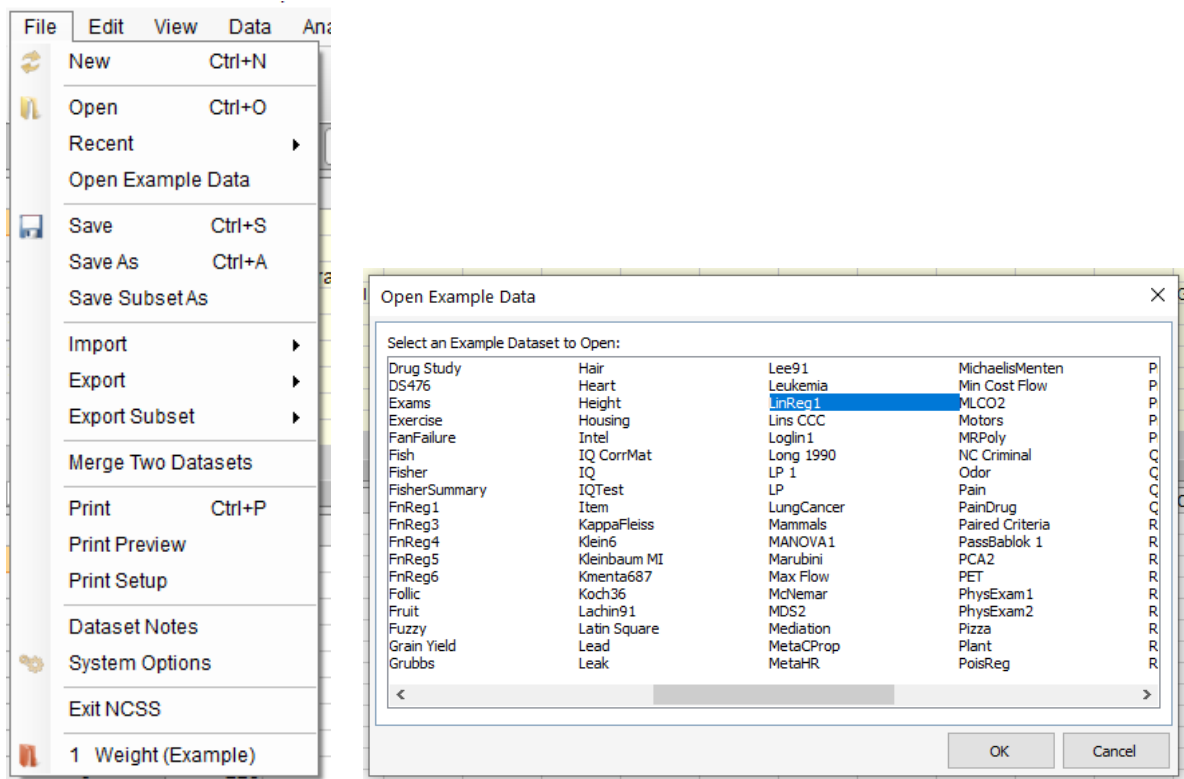 File Edit View Data Ana
New Ctrl+N
Open Ctrl+O
Recent
Open Example Data
Save Ctrl+S
Save As Ctrl+A
Save Subset As
Import
Export
Export Subset
Merge Two Datasets
Print Ctrl+P
Print Preview
Print Setup
Dataset Notes
System Options
Exit NCSS
1 Weight (Example)
Open Example Data
Select an Example Dataset to Open:
Drug Study Hair Lee91 MichaelisMenten P
DS476 Heart Leukemia Min Cost Flow P
Exams Height LinReg1 MLCO2 P
Exercise Housing Lins CCC Motors P
FanFailure Intel Loglin1 MRPoly P
Fish IQ CorrMat Long 1990 NC Criminal Q
Fisher IQ LP 1 Odor Q
FisherSummary IQTest LP Pain Q
FnReg1 Item LungCancer PainDrug Q
FnReg3 KappaFleiss Mammals Paired Criteria R
FnReg4 Klein6 MANOVA1 PassBablok 1 R
FnReg5 Kleinbaum MI Marubini PCA2 R
FnReg6 Kmenta687 Max Flow PET R
Follic Koch36 McNemar PhysExam1 R
Fruit Lachin91 MDS2 PhysExam2 R
Fuzzy Latin Square Mediation Pizza R
Grain Yield Lead MetaCProp Plant R
Grubbs Leak MetaHR PoisReg R
OK Cancel